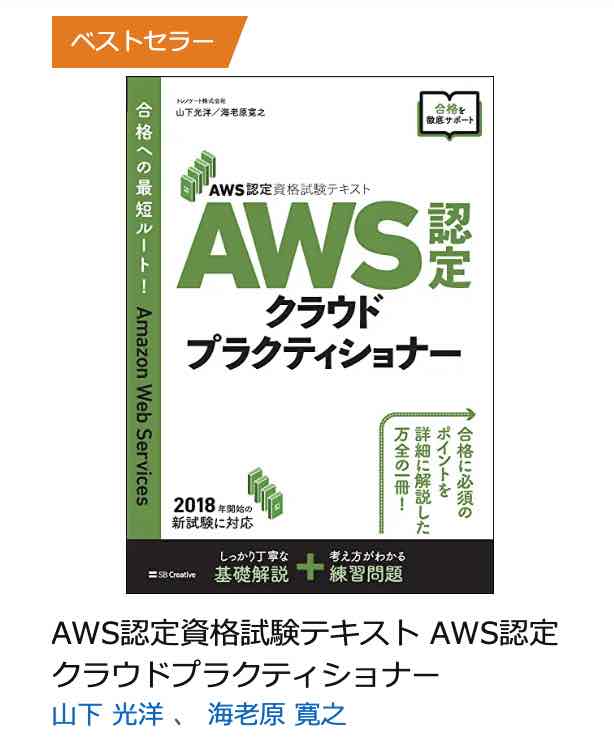 ベストセラー
合格への最短ルート！ Amazon Web Services
トレノケート株式会社
山下光洋／海老原寛之
合格を
徹底サポート
AWS認定資格試験テキスト
AWS認定
クラウド
プラクティショナー
合格に必須の
ポイントを
詳細に解説した
万全の一冊！
2018年開始の
新試験に対応
しっかり丁寧な
基礎解説
+
考え方がわかる
練習問題
SB Creative
AWS認定資格試験テキスト AWS認定
クラウドプラクティショナー
山下 光洋 、 海老原 寛之